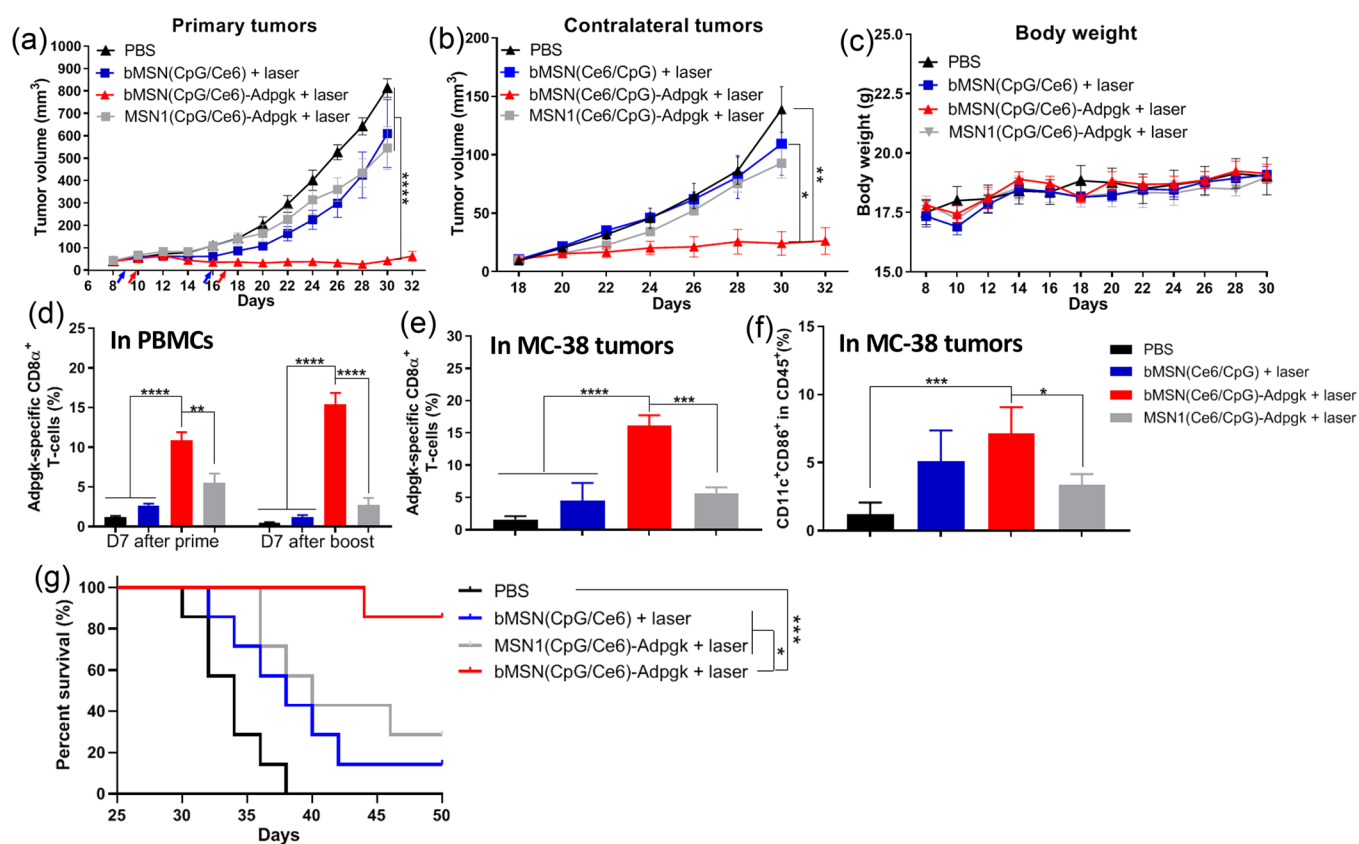 (a)
Primary tumors
Tumor volume (mm³)
1000
900
800
700
600
500
400
300
200
100
0
PBS
bMSN(CpG/Ce6) + laser
bMSN(CpG/Ce6)-Adpgk + laser
MSN1(CpG/Ce6)-Adpgk + laser
****
6 8 10 12 14 16 18 20 22 24 26 28 30 32
Days
(b)
Contralateral tumors
Tumor volume (mm³)
200
150
100
50
0
PBS
bMSN(Ce6/CpG) + laser
bMSN(Ce6/CpG)-Adpgk + laser
MSN1(Ce6/CpG)-Adpgk + laser
*
**
18 20 22 24 26 28 30 32
Days
(c)
Body weight
Body weight (g)
25.0
22.5
20.0
17.5
15.0
PBS
bMSN(CpG/Ce6) + laser
bMSN(CpG/Ce6)-Adpgk + laser
MSN1(CpG/Ce6)-Adpgk + laser
8 10 12 14 16 18 20 22 24 26 28 30
Days
(d)
In PBMCs
Adpgk-specific CD8α⁺
T-cells (%)
25
20
15
10
5
0
****
**
****
****
D7 after prime
D7 after boost
(e)
In MC-38 tumors
Adpgk-specific CD8α⁺
T-cells (%)
30
25
20
15
10
5
0
****
***
(f)
In MC-38 tumors
CD11c⁺CD86⁺ in CD45⁺(%)
15
10
5
0
***
*
PBS
bMSN(Ce6/CpG) + laser
bMSN(Ce6/CpG)-Adpgk + laser
MSN1(Ce6/CpG)-Adpgk + laser
(g)
Percent survival (%)
100
80
60
40
20
0
25 30 35 40 45 50
Days
PBS
bMSN(CpG/Ce6) + laser
MSN1(CpG/Ce6)-Adpgk + laser
bMSN(CpG/Ce6)-Adpgk + laser
*
***